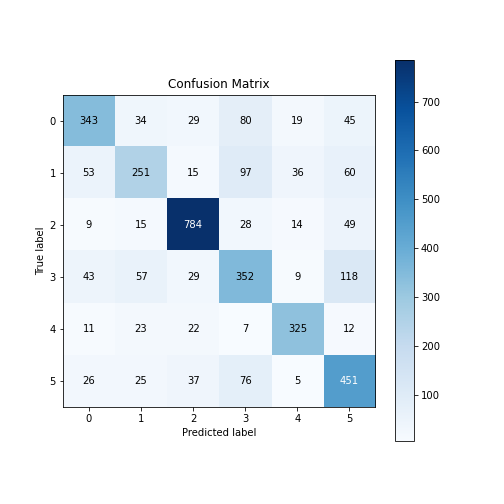 Confusion Matrix
700
600
500
400
300
200
100
True label
0 343 34 29 80 19 45
1 53 251 15 97 36 60
2 9 15 784 28 14 49
3 43 57 29 352 9 118
4 11 23 22 7 325 12
5 26 25 37 76 5 451
0 1 2 3 4 5
Predicted label